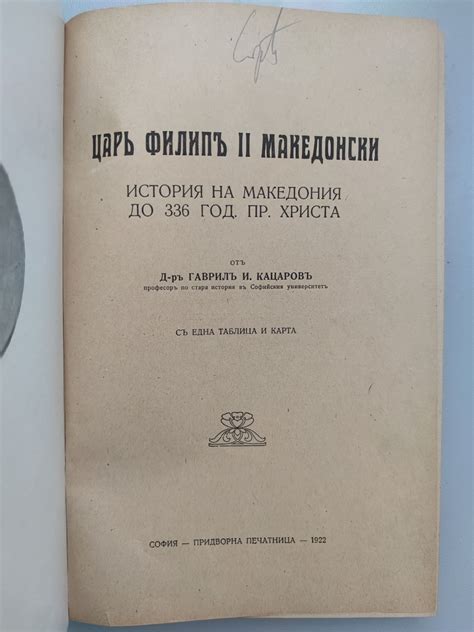 ЦАРЬ ФИЛИПЪ II МАКЕДОНСКИ
ИСТОРИЯ НА МАКЕДОНИЯ
ДО 336 ГОД. ПР. ХРИСТА
ОТЪ
Д-ръ ГАВРИЛЪ И. КАЦАРОВЪ
професоръ по стара история въ Софийския университетъ
СЪ ЕДНА ТАБЛИЦА И КАРТА
СОФИЯ — ПРИДВОРНА ПЕЧАТНИЦА — 1922